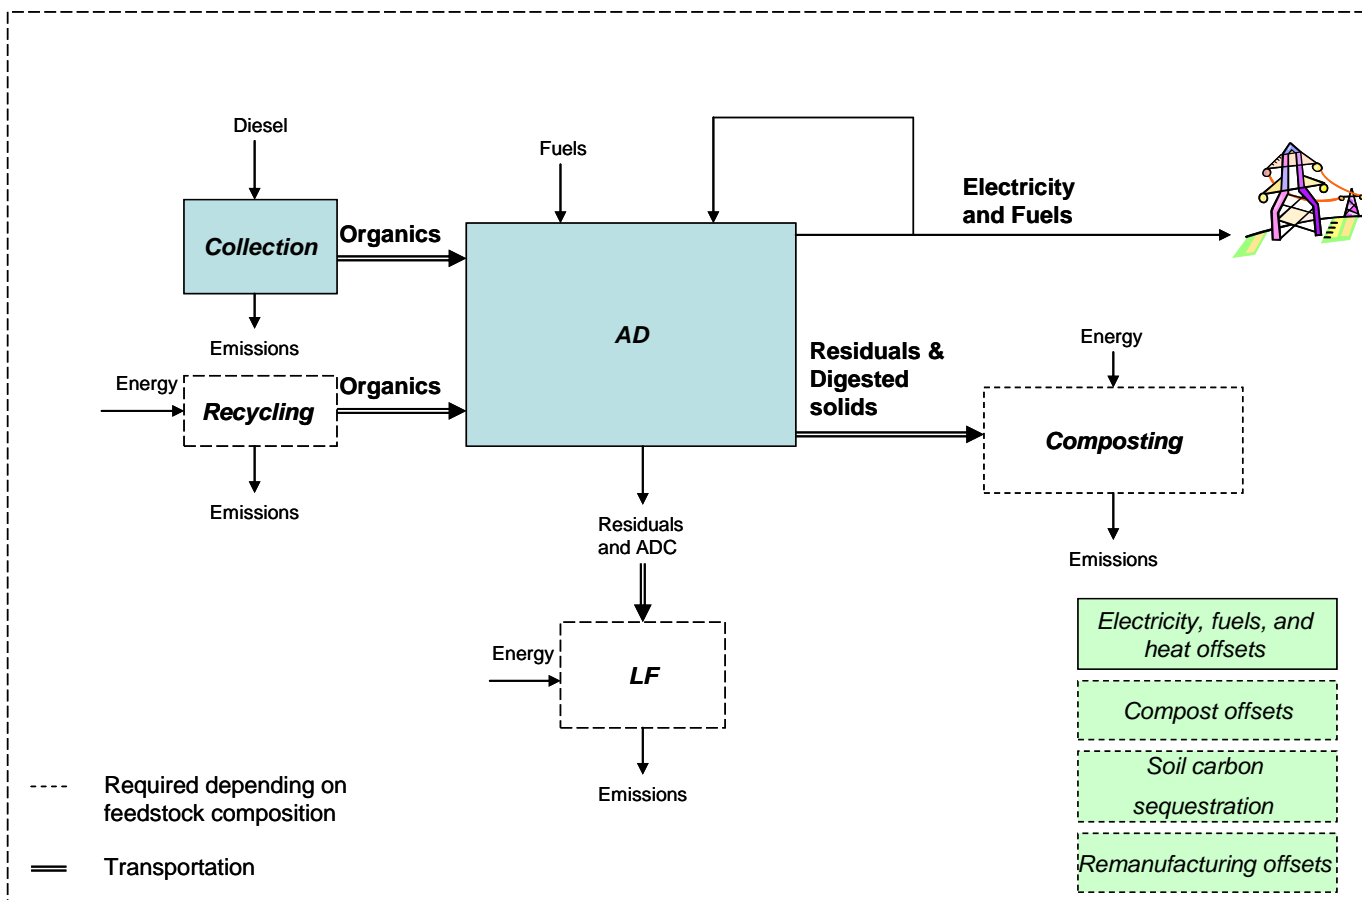 Diesel
Fuels
Electricity
and Fuels
Collection
Organics
AD
Emissions
Energy
Recycling
Organics
Emissions
Residuals &
Digested
solids
Energy
Composting
Emissions
Residuals
and ADC
Energy
LF
Emissions
Electricity, fuels, and
heat offsets
Compost offsets
Soil carbon
sequestration
Remanufacturing offsets
Required depending on
feedstock composition
Transportation